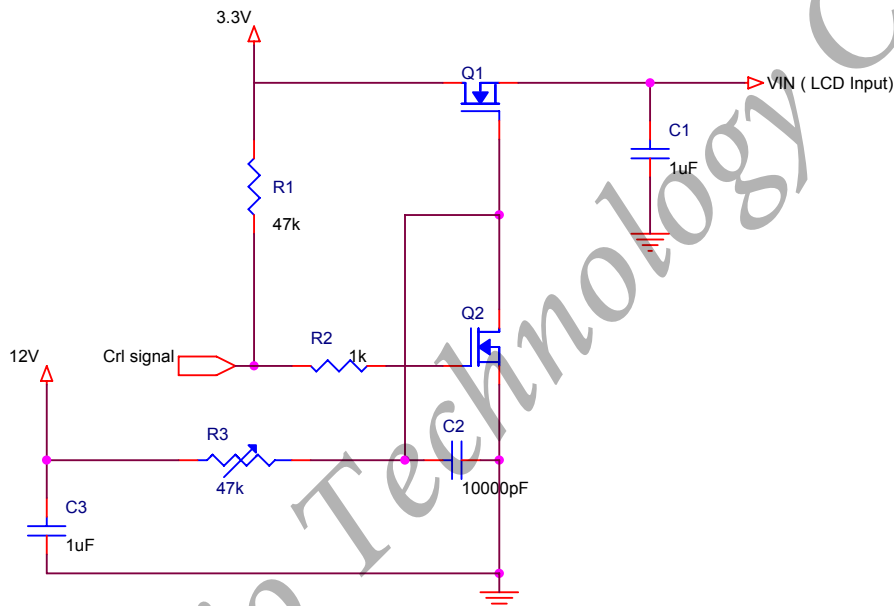 3.3V
Q1
VIN ( LCD Input)
C1
1uF
R1
47k
Q2
R2
1k
12V
Crl signal
R3
47k
C2
10000pF
C3
1uF
Technology